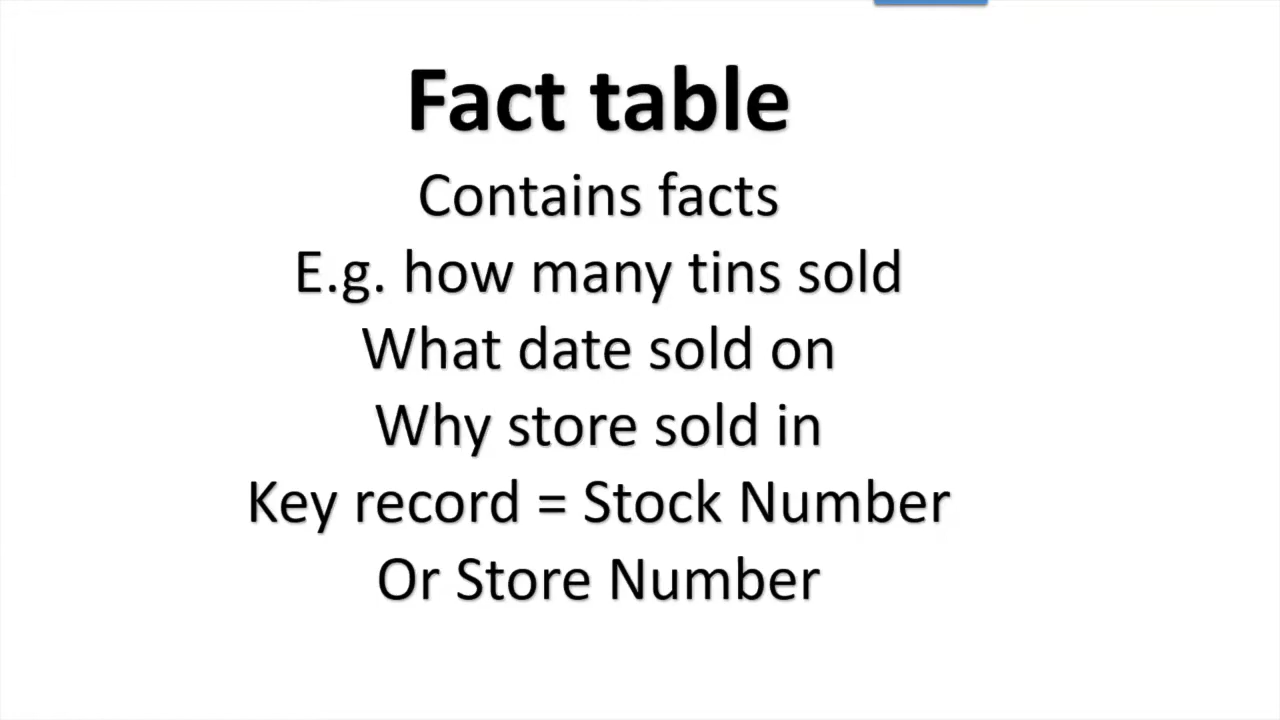 Fact table
Contains facts
E.g. how many tins sold
What date sold on
Why store sold in
Key record = Stock Number
Or Store Number